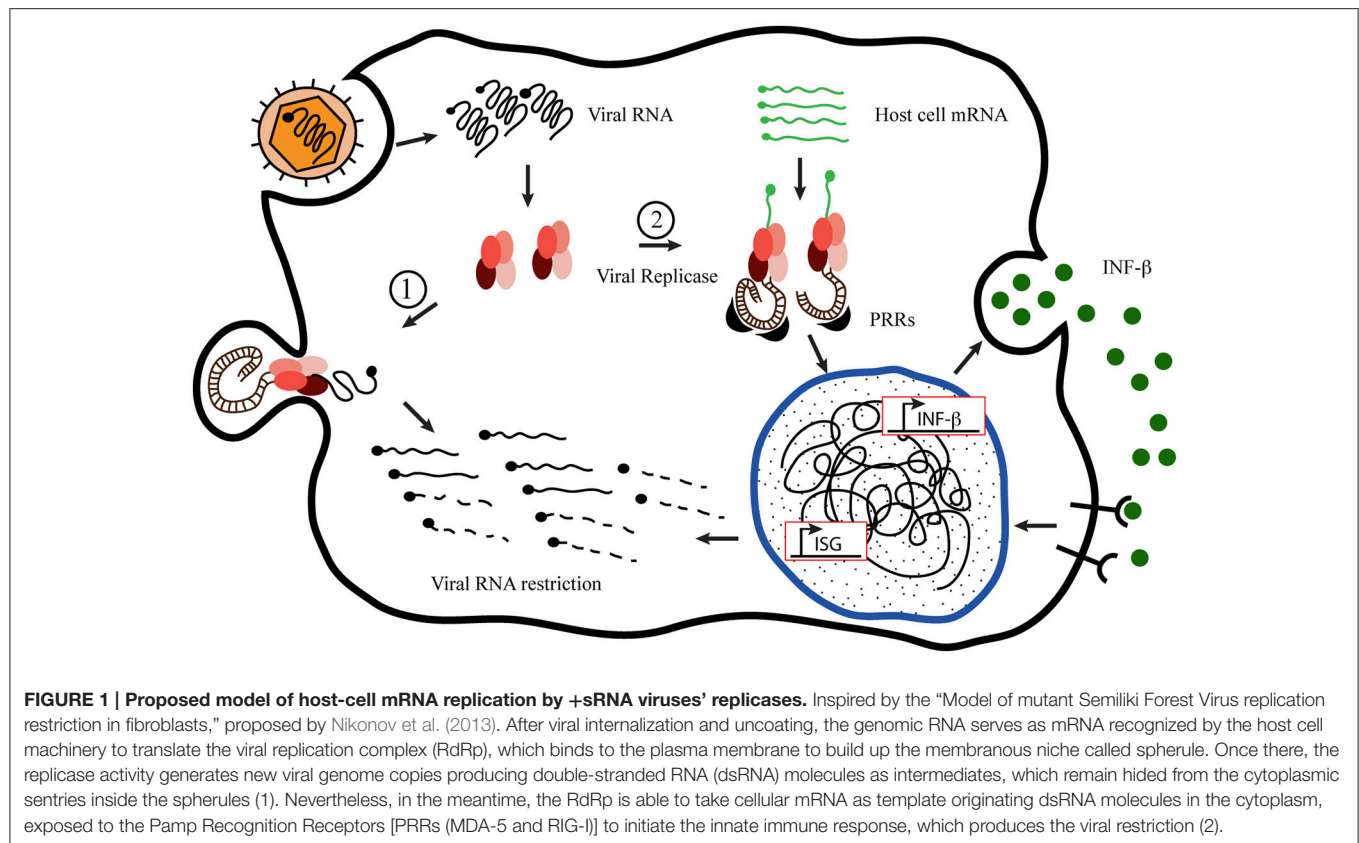 Viral RNA
Host cell mRNA
2
Viral Replicase
INF-β
1
PRRs
INF-β
ISG
Viral RNA restriction
FIGURE 1 | Proposed model of host-cell mRNA replication by +sRNA viruses’ replicases. Inspired by the “Model of mutant Semiliki Forest Virus replication
restriction in fibroblasts,” proposed by Nikonov et al. (2013). After viral internalization and uncoating, the genomic RNA serves as mRNA recognized by the host cell
machinery to translate the viral replication complex (RdRp), which binds to the plasma membrane to build up the membranous niche called spherule. Once there, the
replicase activity generates new viral genome copies producing double-stranded RNA (dsRNA) molecules as intermediates, which remain hided from the cytoplasmic
sentries inside the spherules (1). Nevertheless, in the meantime, the RdRp is able to take cellular mRNA as template originating dsRNA molecules in the cytoplasm,
exposed to the Pamp Recognition Receptors [PRRs (MDA-5 and RIG-I)] to initiate the innate immune response, which produces the viral restriction (2).